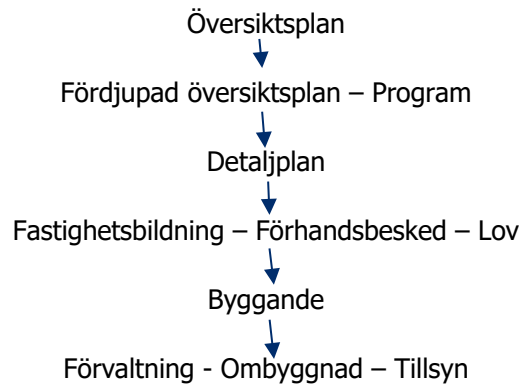 Översiktsplan
Fördjupad översiktsplan – Program
Detaljplan
Fastighetsbildning – Förhandsbesked – Lov
Byggande
Förvaltning - Ombyggnad – Tillsyn